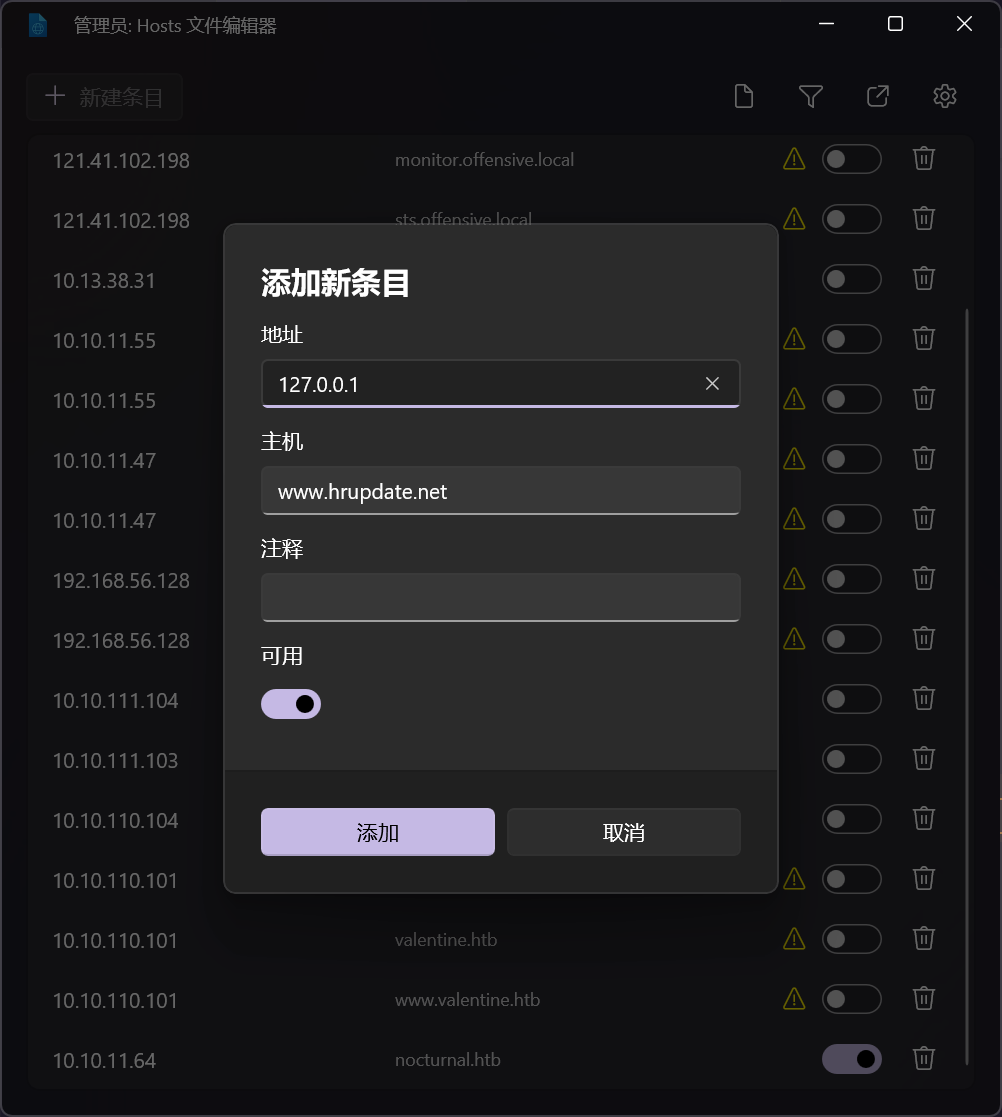 管理员: Hosts 文件编辑器
新建条目
121.41.102.198 monitor.offensive.local
121.41.102.198 sts.offensive.local
10.13.38.31
10.10.11.55
10.10.11.55
10.10.11.47
10.10.11.47
192.168.56.128
192.168.56.128
10.10.111.104
10.10.111.103
10.10.110.104
10.10.110.101
10.10.110.101 valentine.htb
10.10.110.101 www.valentine.htb
10.10.11.64 nocturnal.htb
添加新条目
地址
127.0.0.1
主机
www.hrupdate.net
注释
可用
添加 取消